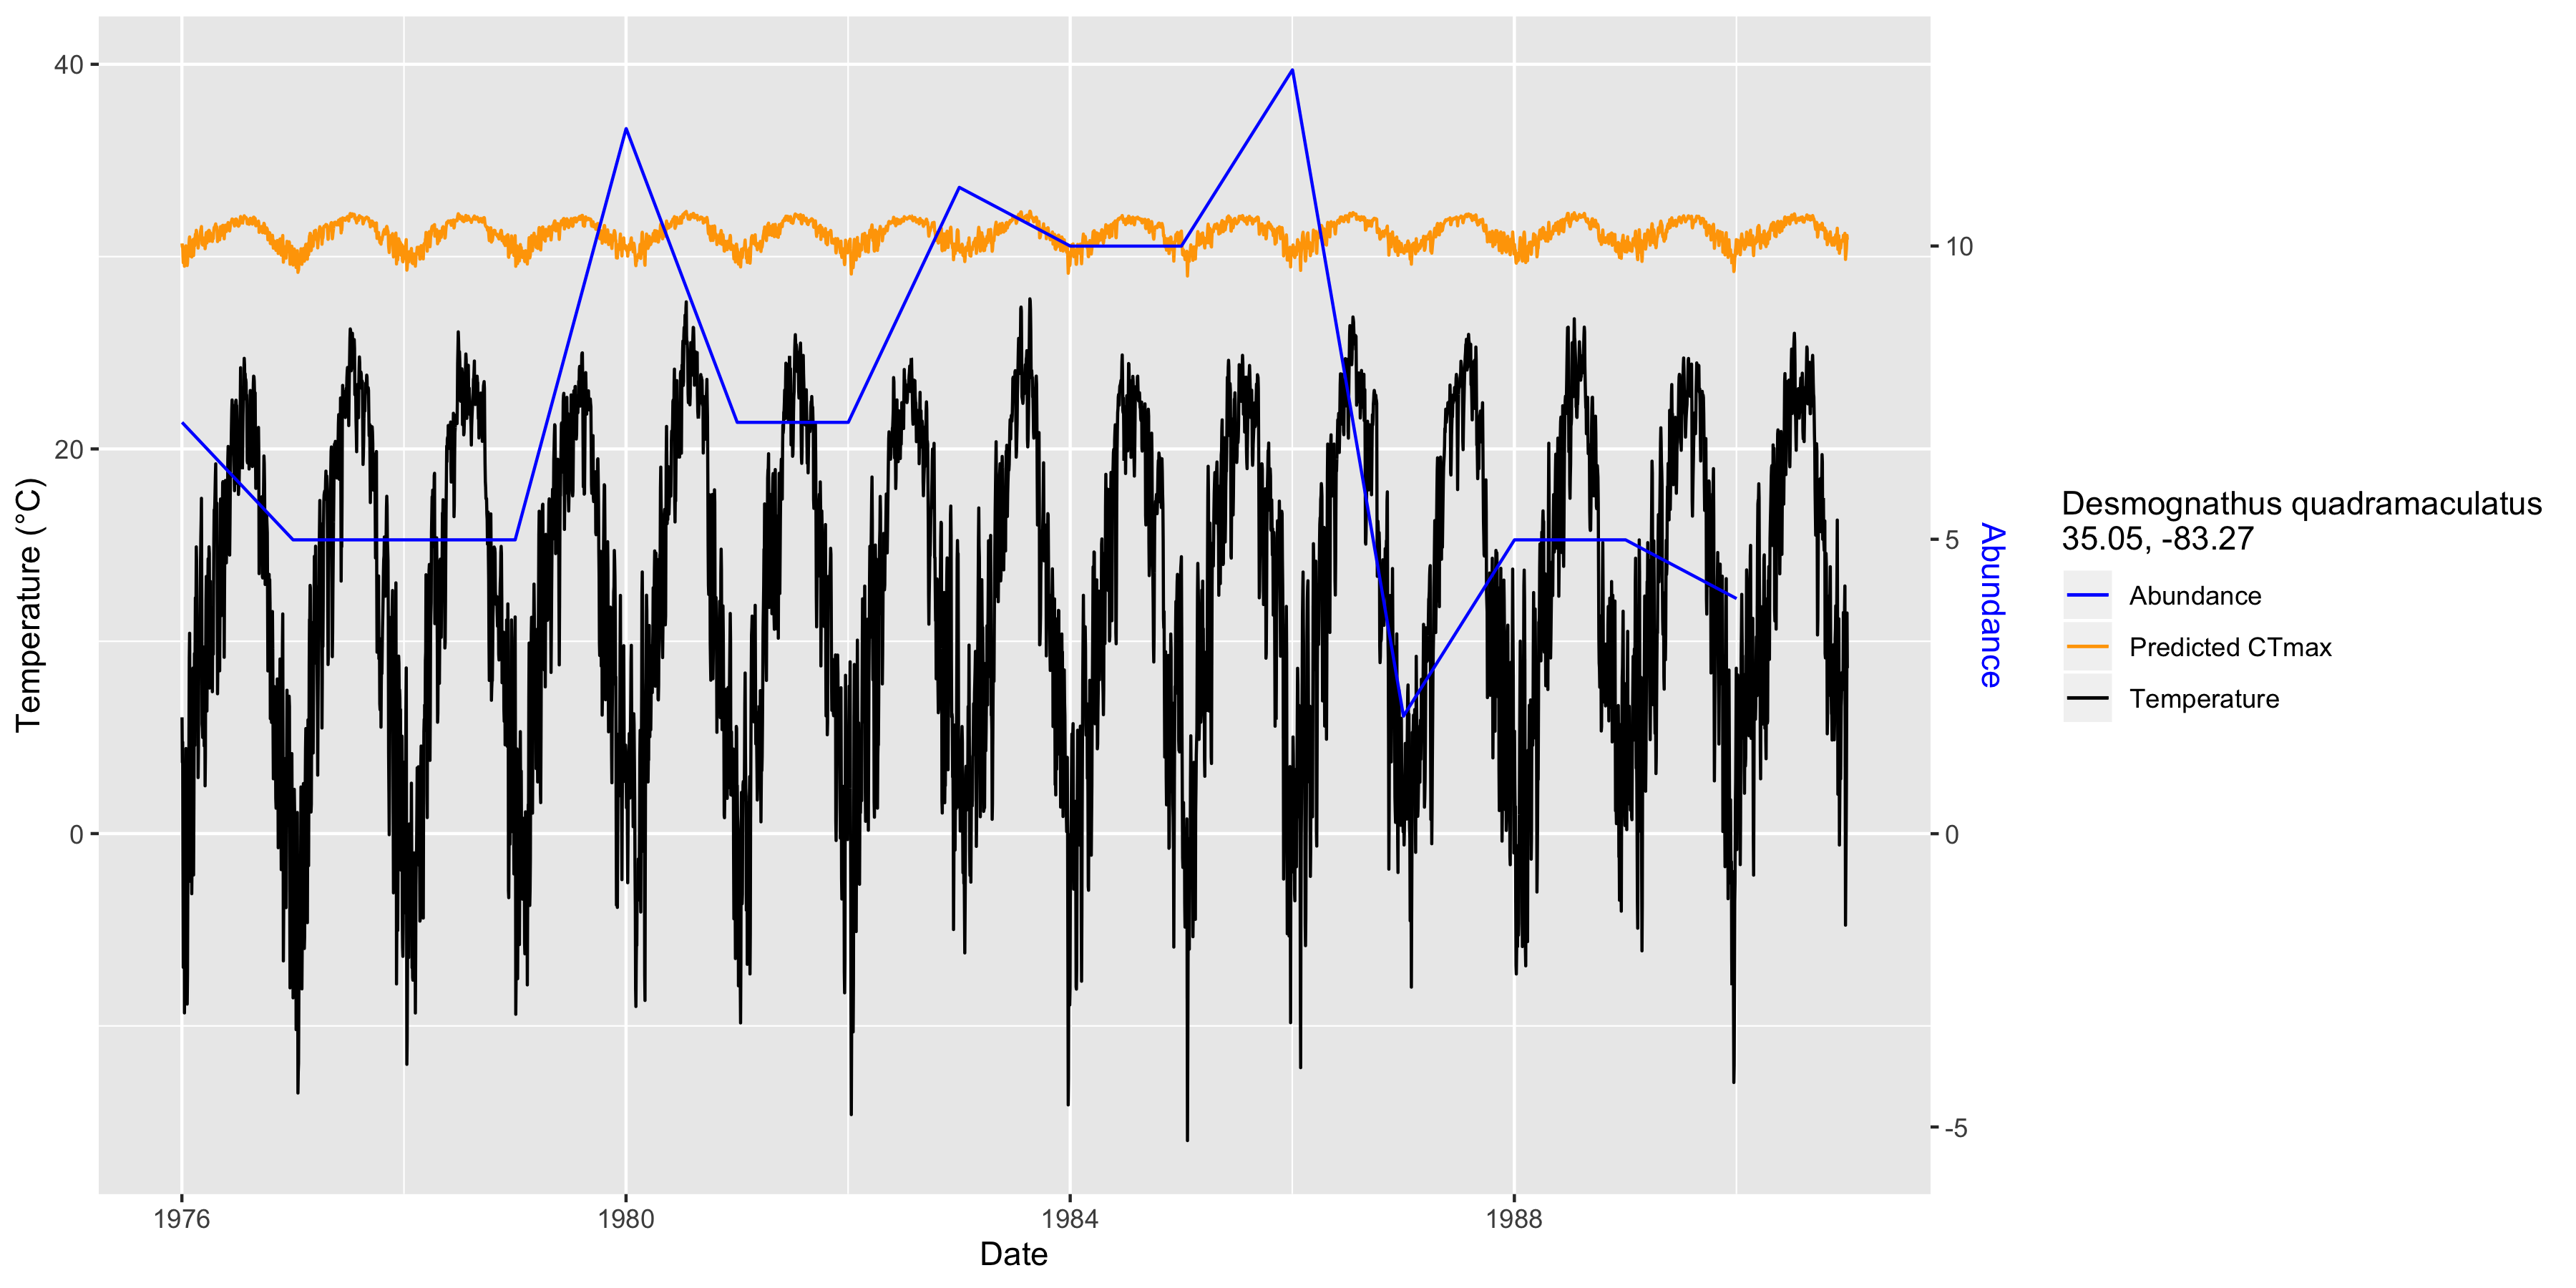 40
20
0
Temperature (°C)
10
5
0
-5
Abundance
1976
1980
1984
1988
Date
Desmognathus quadramaculatus
35.05, -83.27
Abundance
Predicted CTmax
Temperature